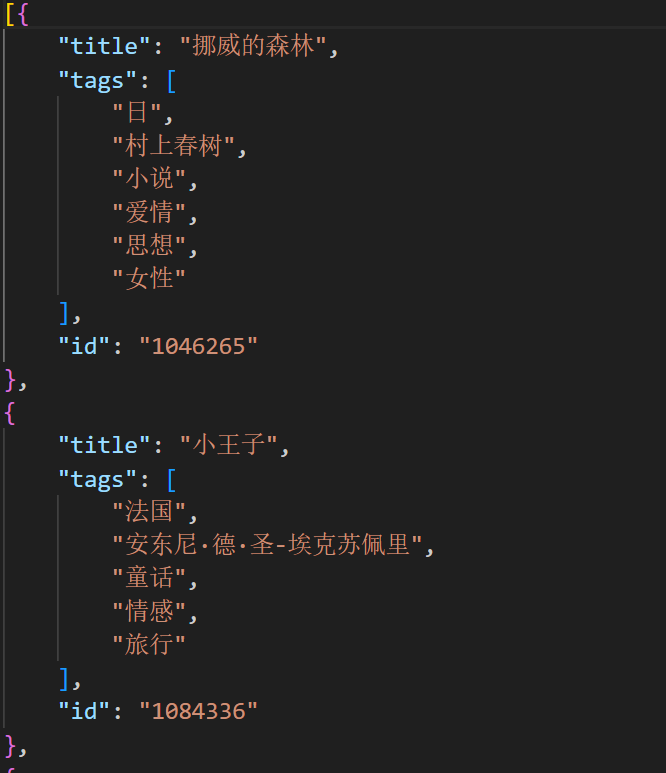 [{
"title": "挪威的森林",
"tags": [
"日",
"村上春树",
"小说",
"爱情",
"思想",
"女性"
],
"id": "1046265"
},
{
"title": "小王子",
"tags": [
"法国",
"安东尼·德·圣-埃克苏佩里",
"童话",
"情感",
"旅行"
],
"id": "1084336"
},